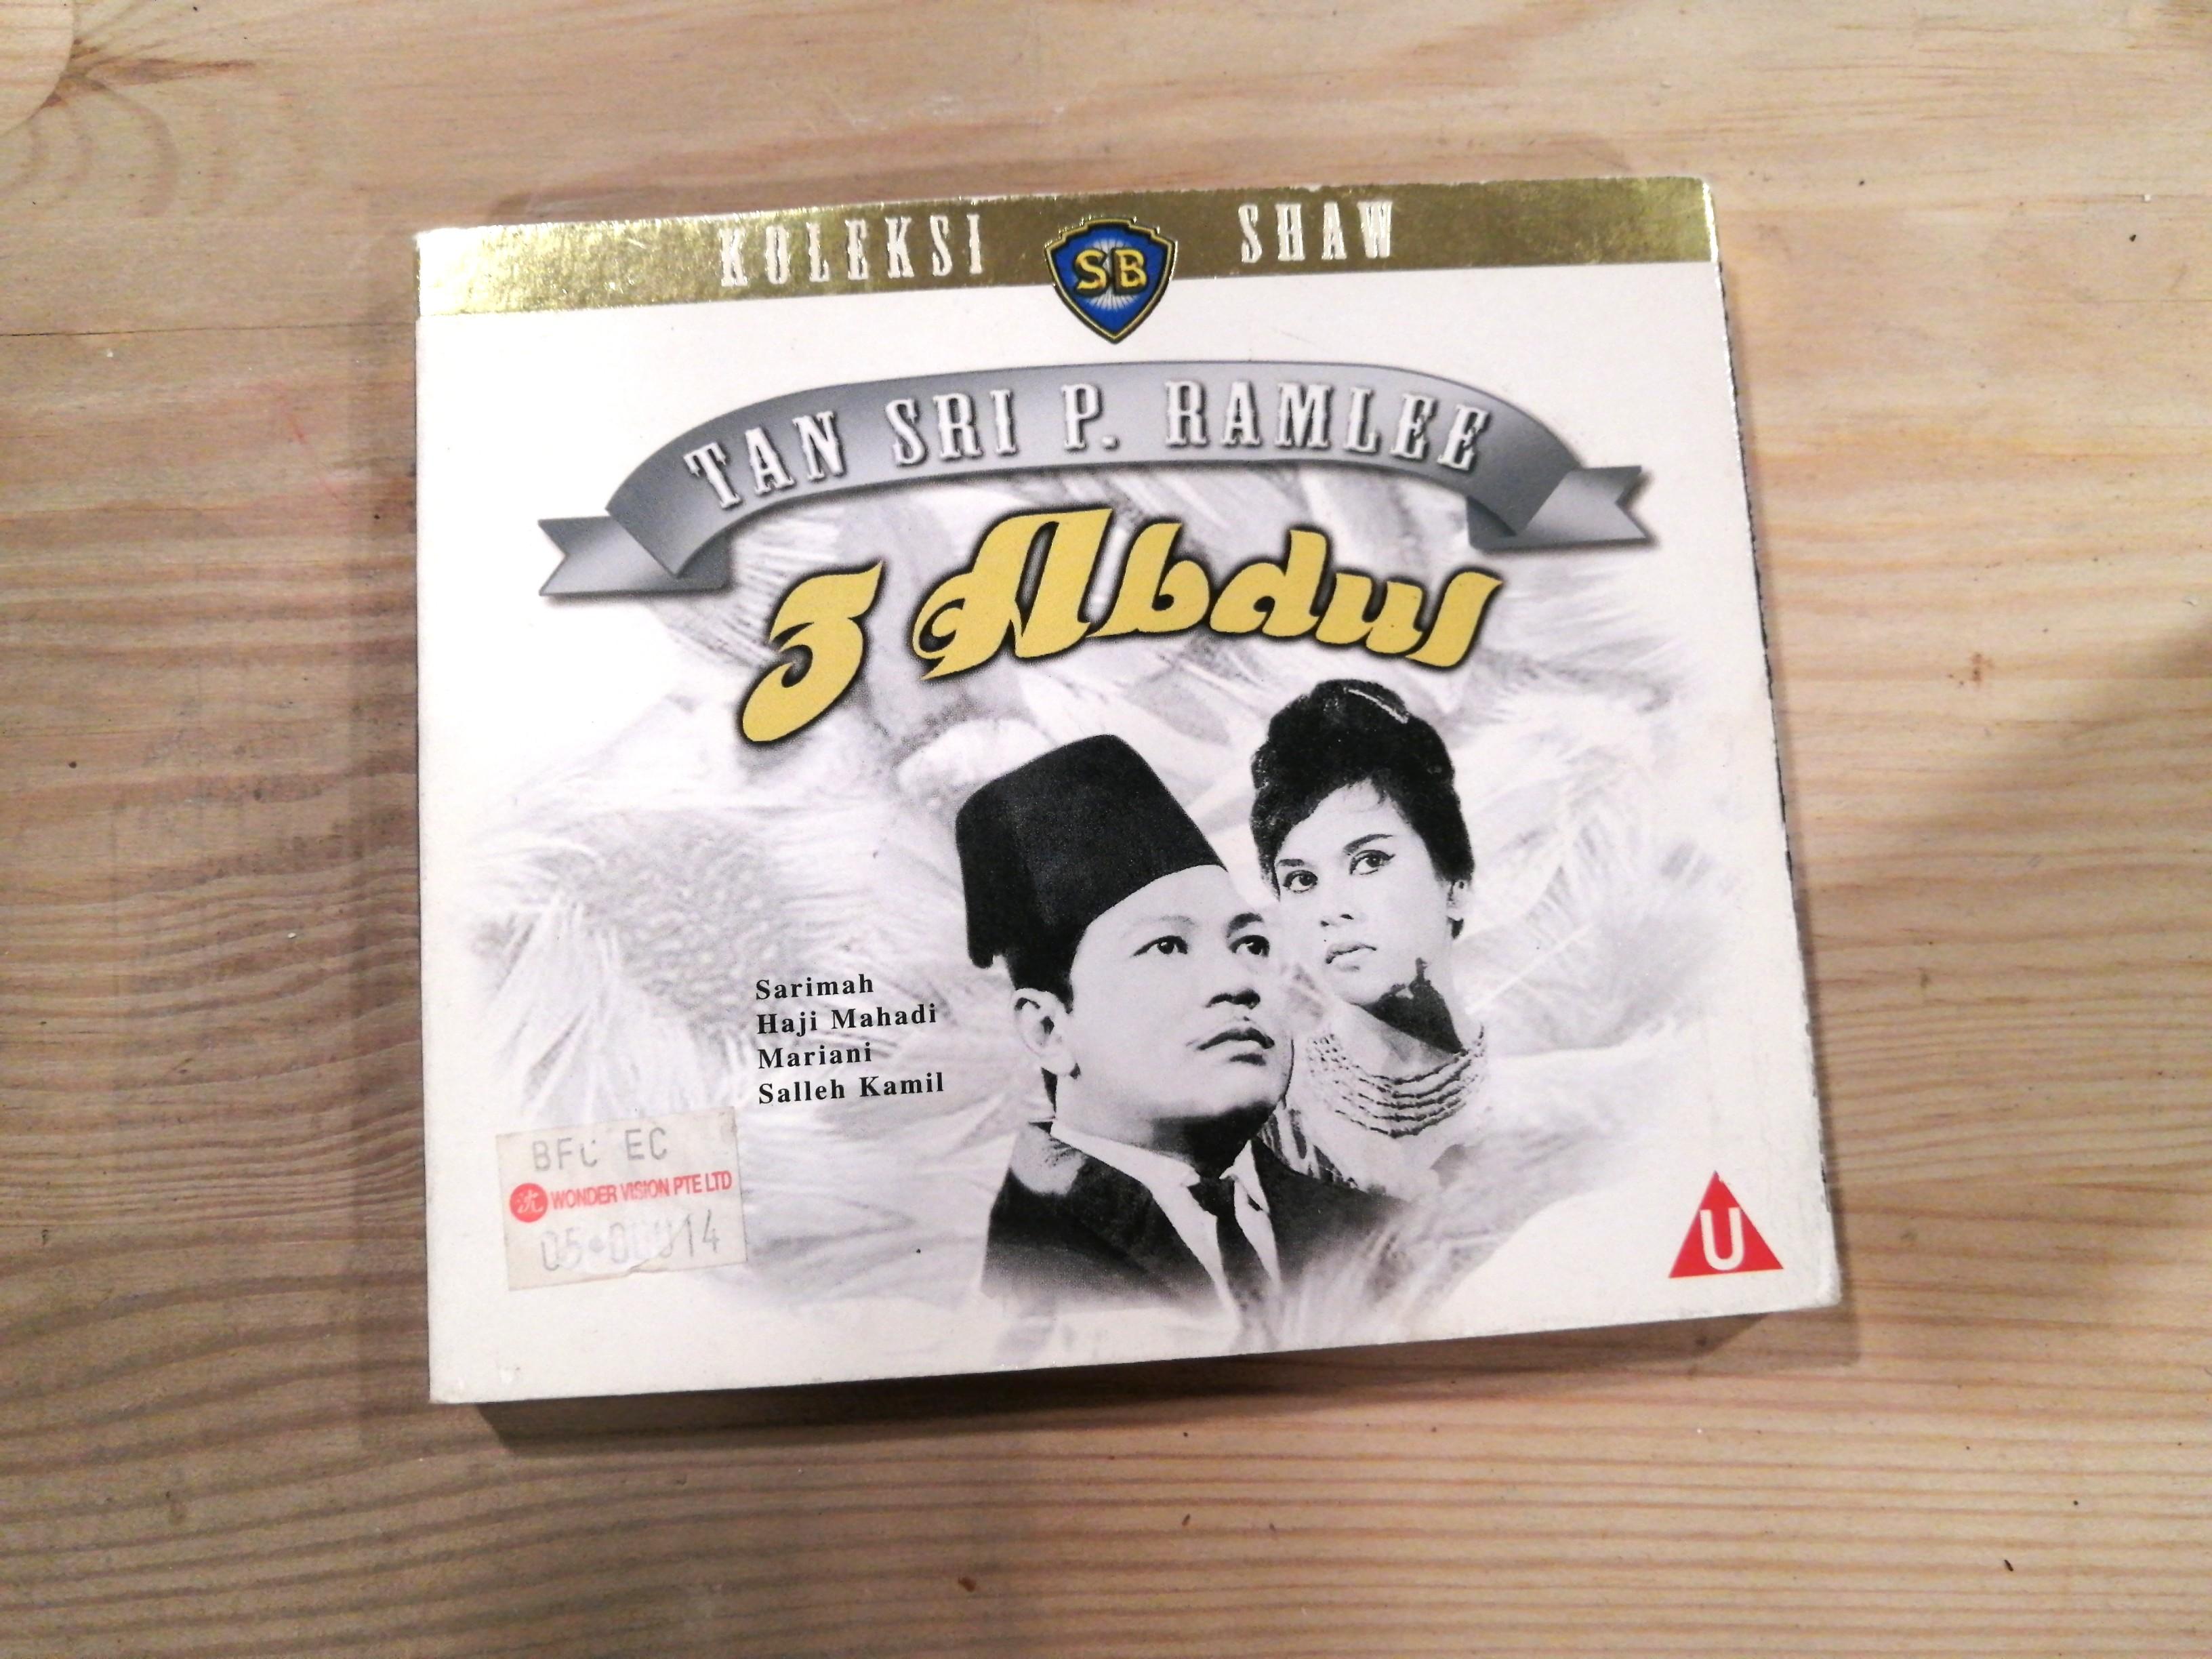 KOLEKSI SB SHAW
TAN SRI P. RAMLEE
3 Abdul
Sarimah
Haji Mahadi
Mariani
Salleh Kamil
EC
WONDER VISION PTE LTD
U